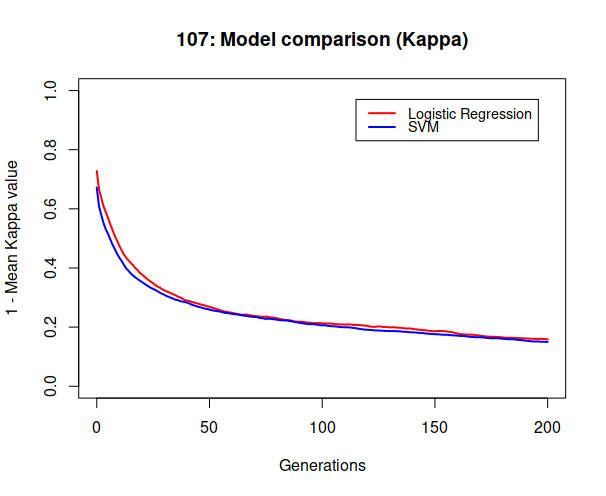 107: Model comparison (Kappa)
1 - Mean Kappa value
1.0
0.8
0.6
0.4
0.2
0.0
Logistic Regression
SVM
0 50 100 150 200
Generations